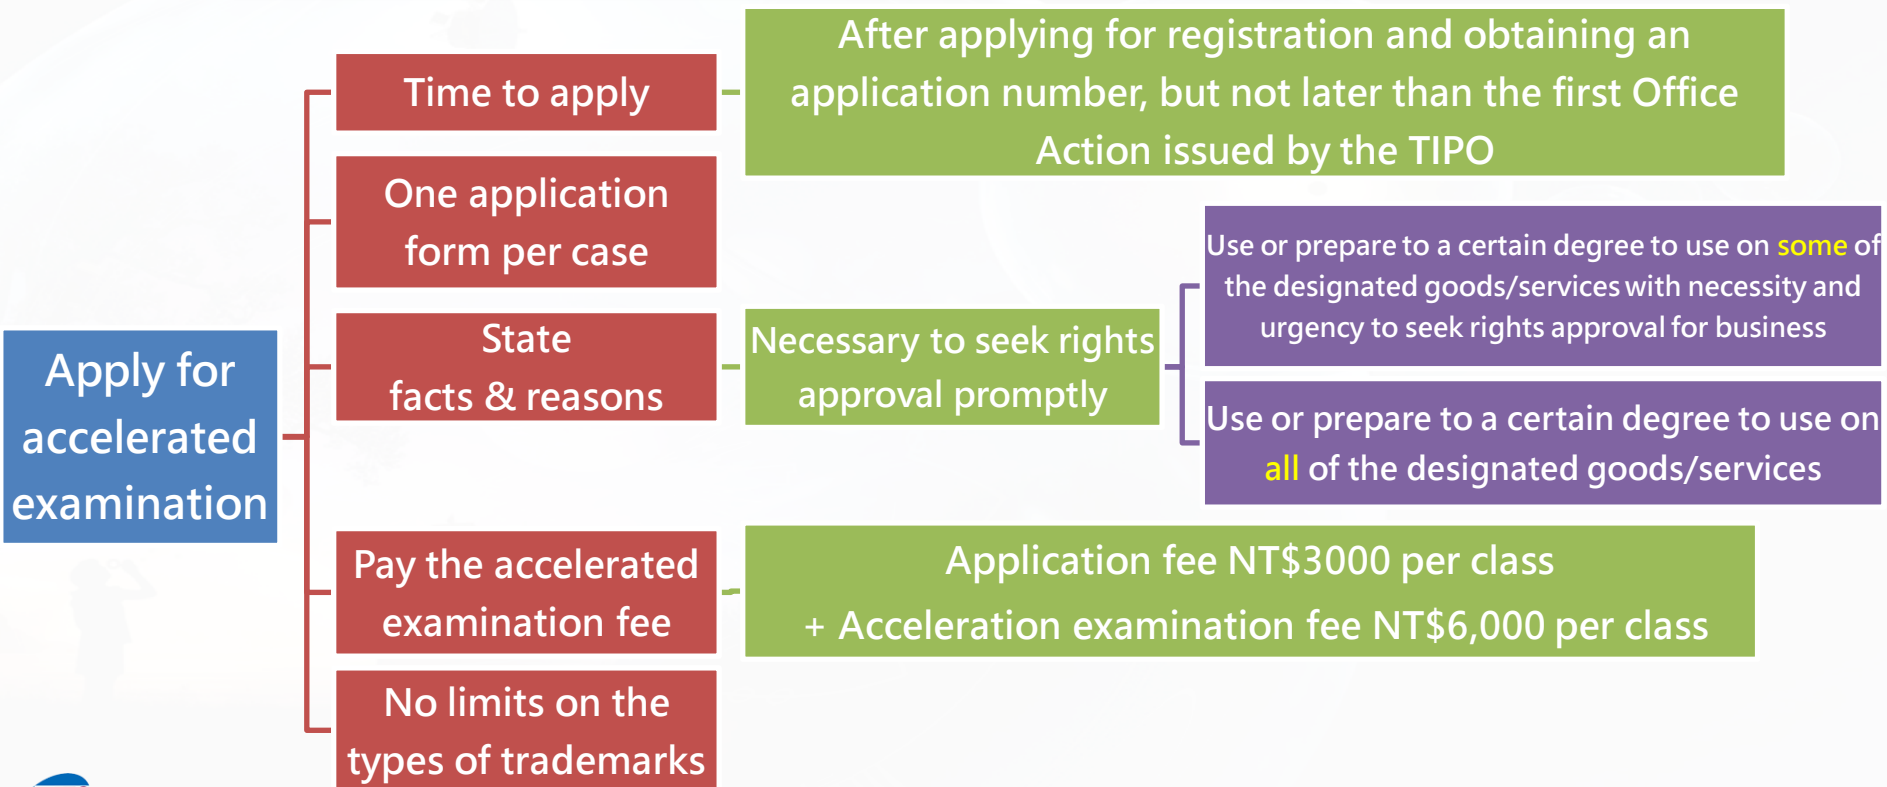 Apply for
accelerated
examination
Time to apply
After applying for registration and obtaining an
application number, but not later than the first Office
Action issued by the TIPO
One application
form per case
State
facts & reasons
Necessary to seek rights
approval promptly
Use or prepare to a certain degree to use on some of
the designated goods/services with necessity and
urgency to seek rights approval for business
Use or prepare to a certain degree to use on
all of the designated goods/services
Pay the accelerated
examination fee
Application fee NT$3000 per class
+ Acceleration examination fee NT$6,000 per class
No limits on the
types of trademarks